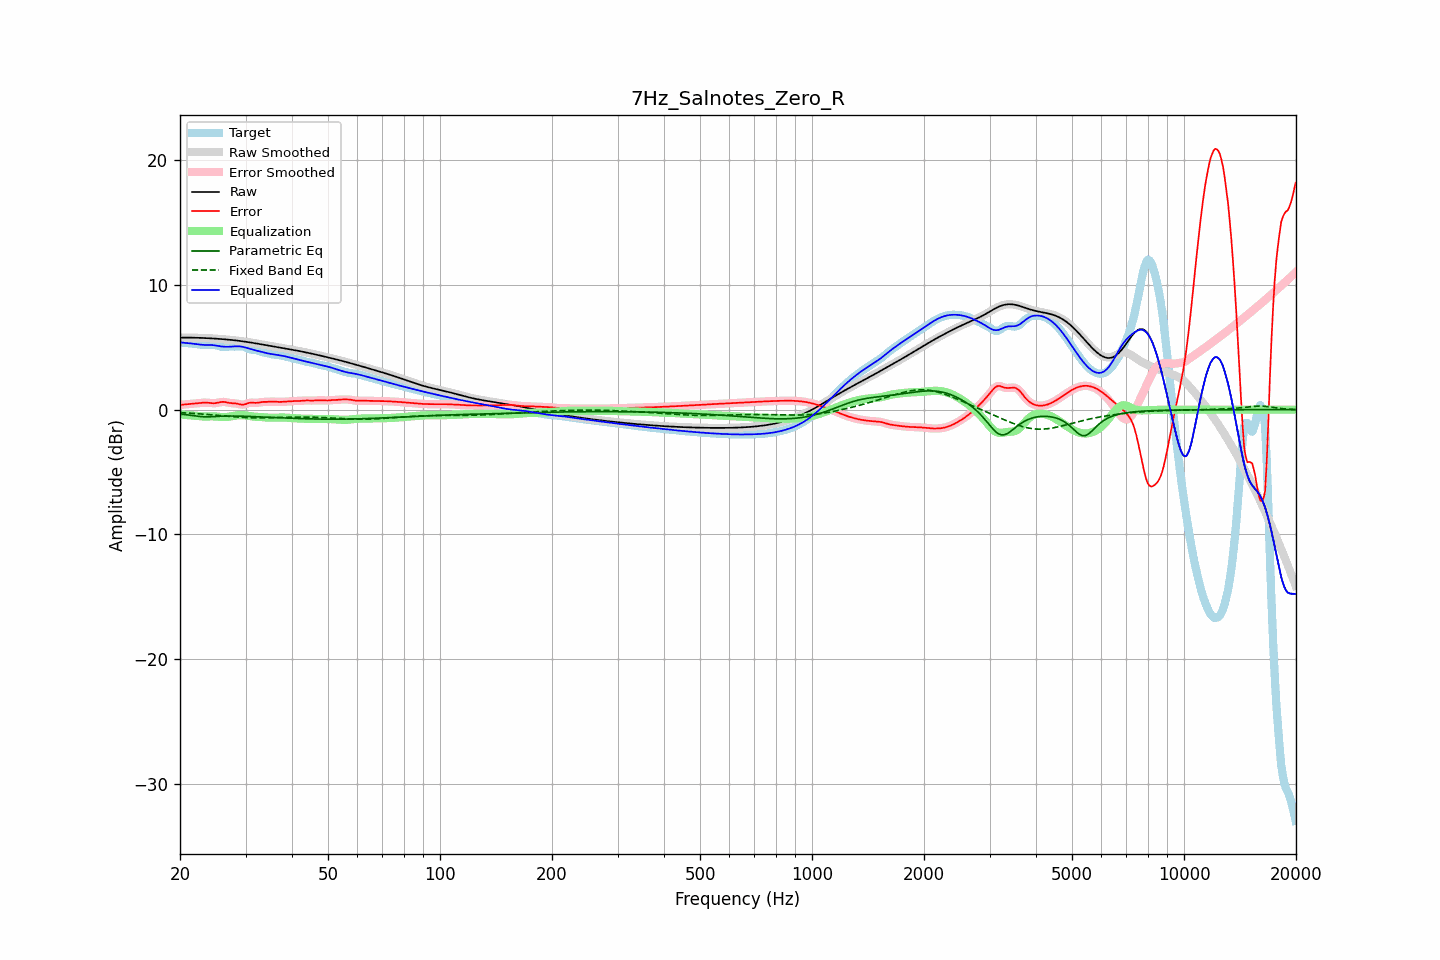 7Hz_Salnotes_Zero_R
Target
Raw Smoothed
Error Smoothed
Raw
Error
Equalization
Parametric Eq
Fixed Band Eq
Equalized
20
10
0
−10
−20
−30
Amplitude (dBr)
20
50
100
200
500
1000
2000
5000
10000
20000
Frequency (Hz)